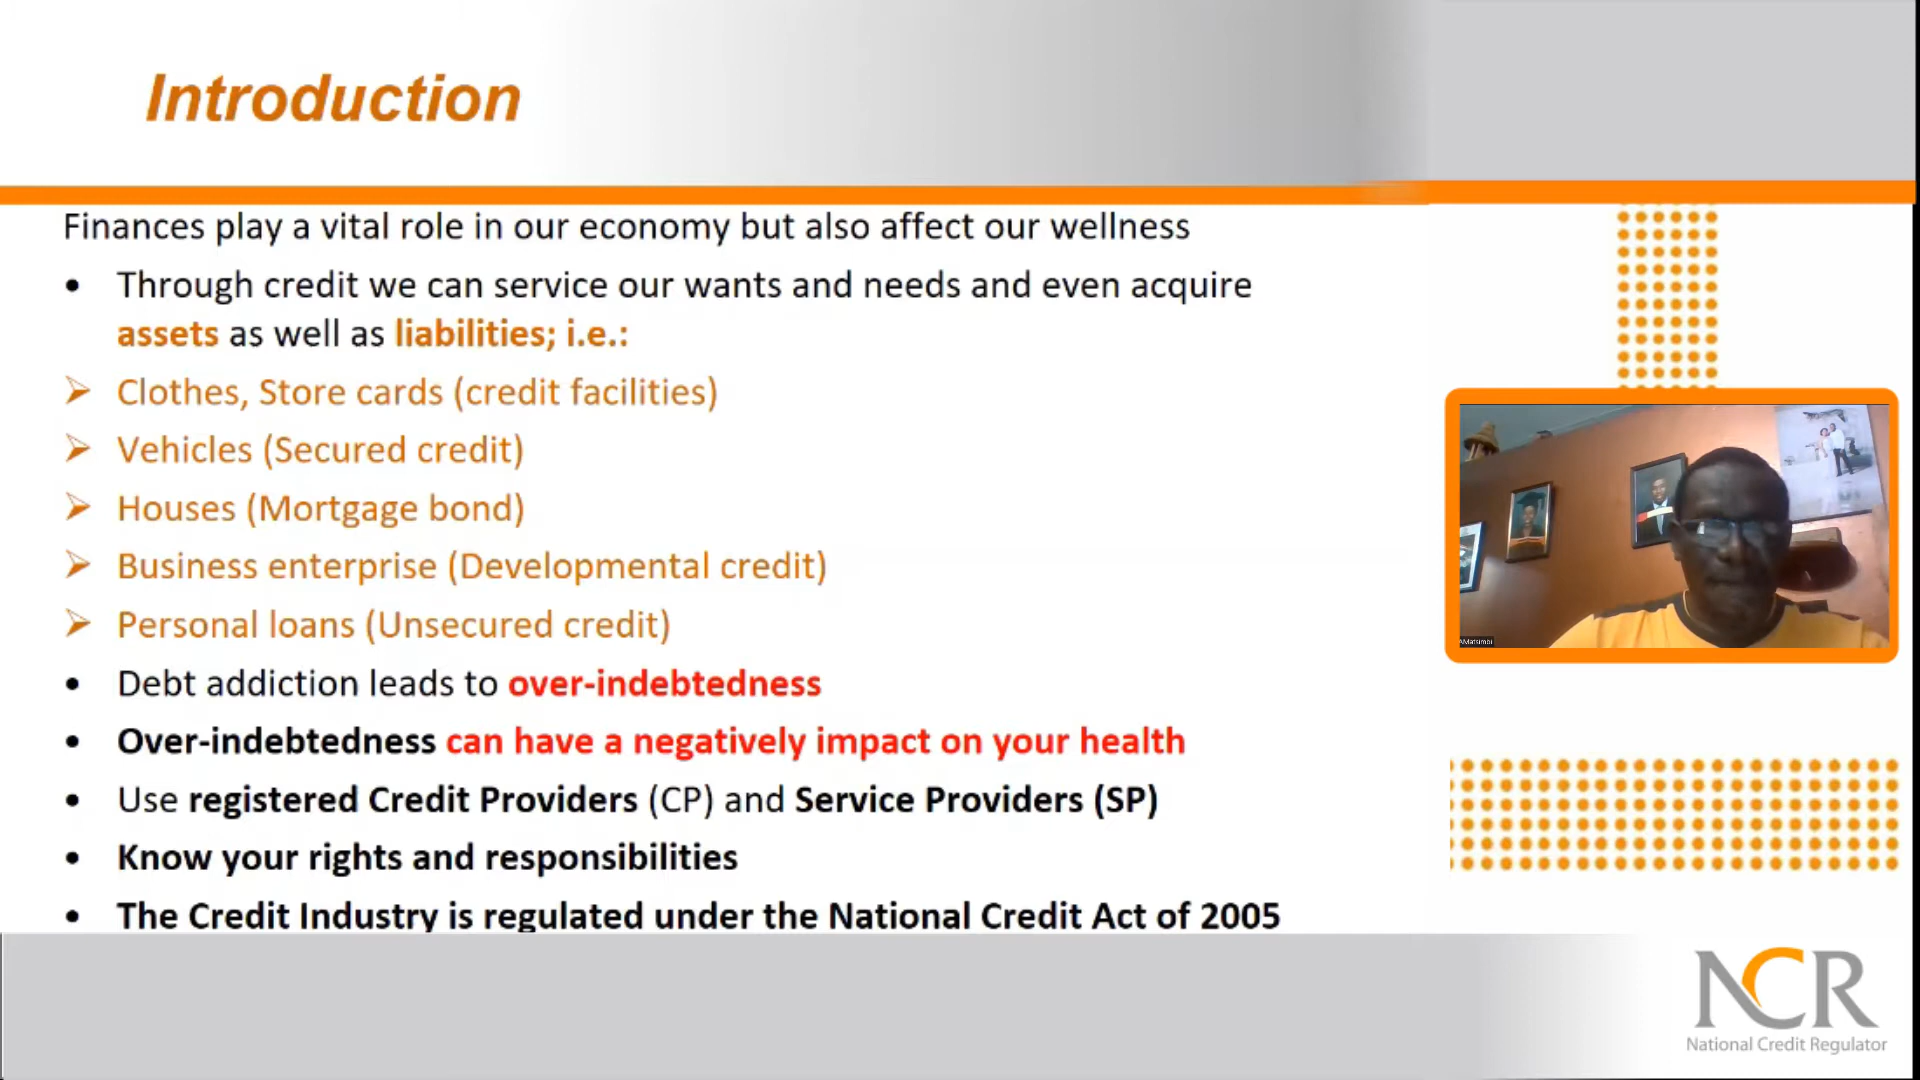 Introduction
Finances play a vital role in our economy but also affect our wellness
• Through credit we can service our wants and needs and even acquire
assets as well as liabilities; i.e.:
➢ Clothes, Store cards (credit facilities)
➢ Vehicles (Secured credit)
➢ Houses (Mortgage bond)
➢ Business enterprise (Developmental credit)
➢ Personal loans (Unsecured credit)
• Debt addiction leads to over-indebtedness
• Over-indebtedness can have a negatively impact on your health
• Use registered Credit Providers (CP) and Service Providers (SP)
• Know your rights and responsibilities
• The Credit Industry is regulated under the National Credit Act of 2005
AMatsimbi
NCR
National Credit Regulator